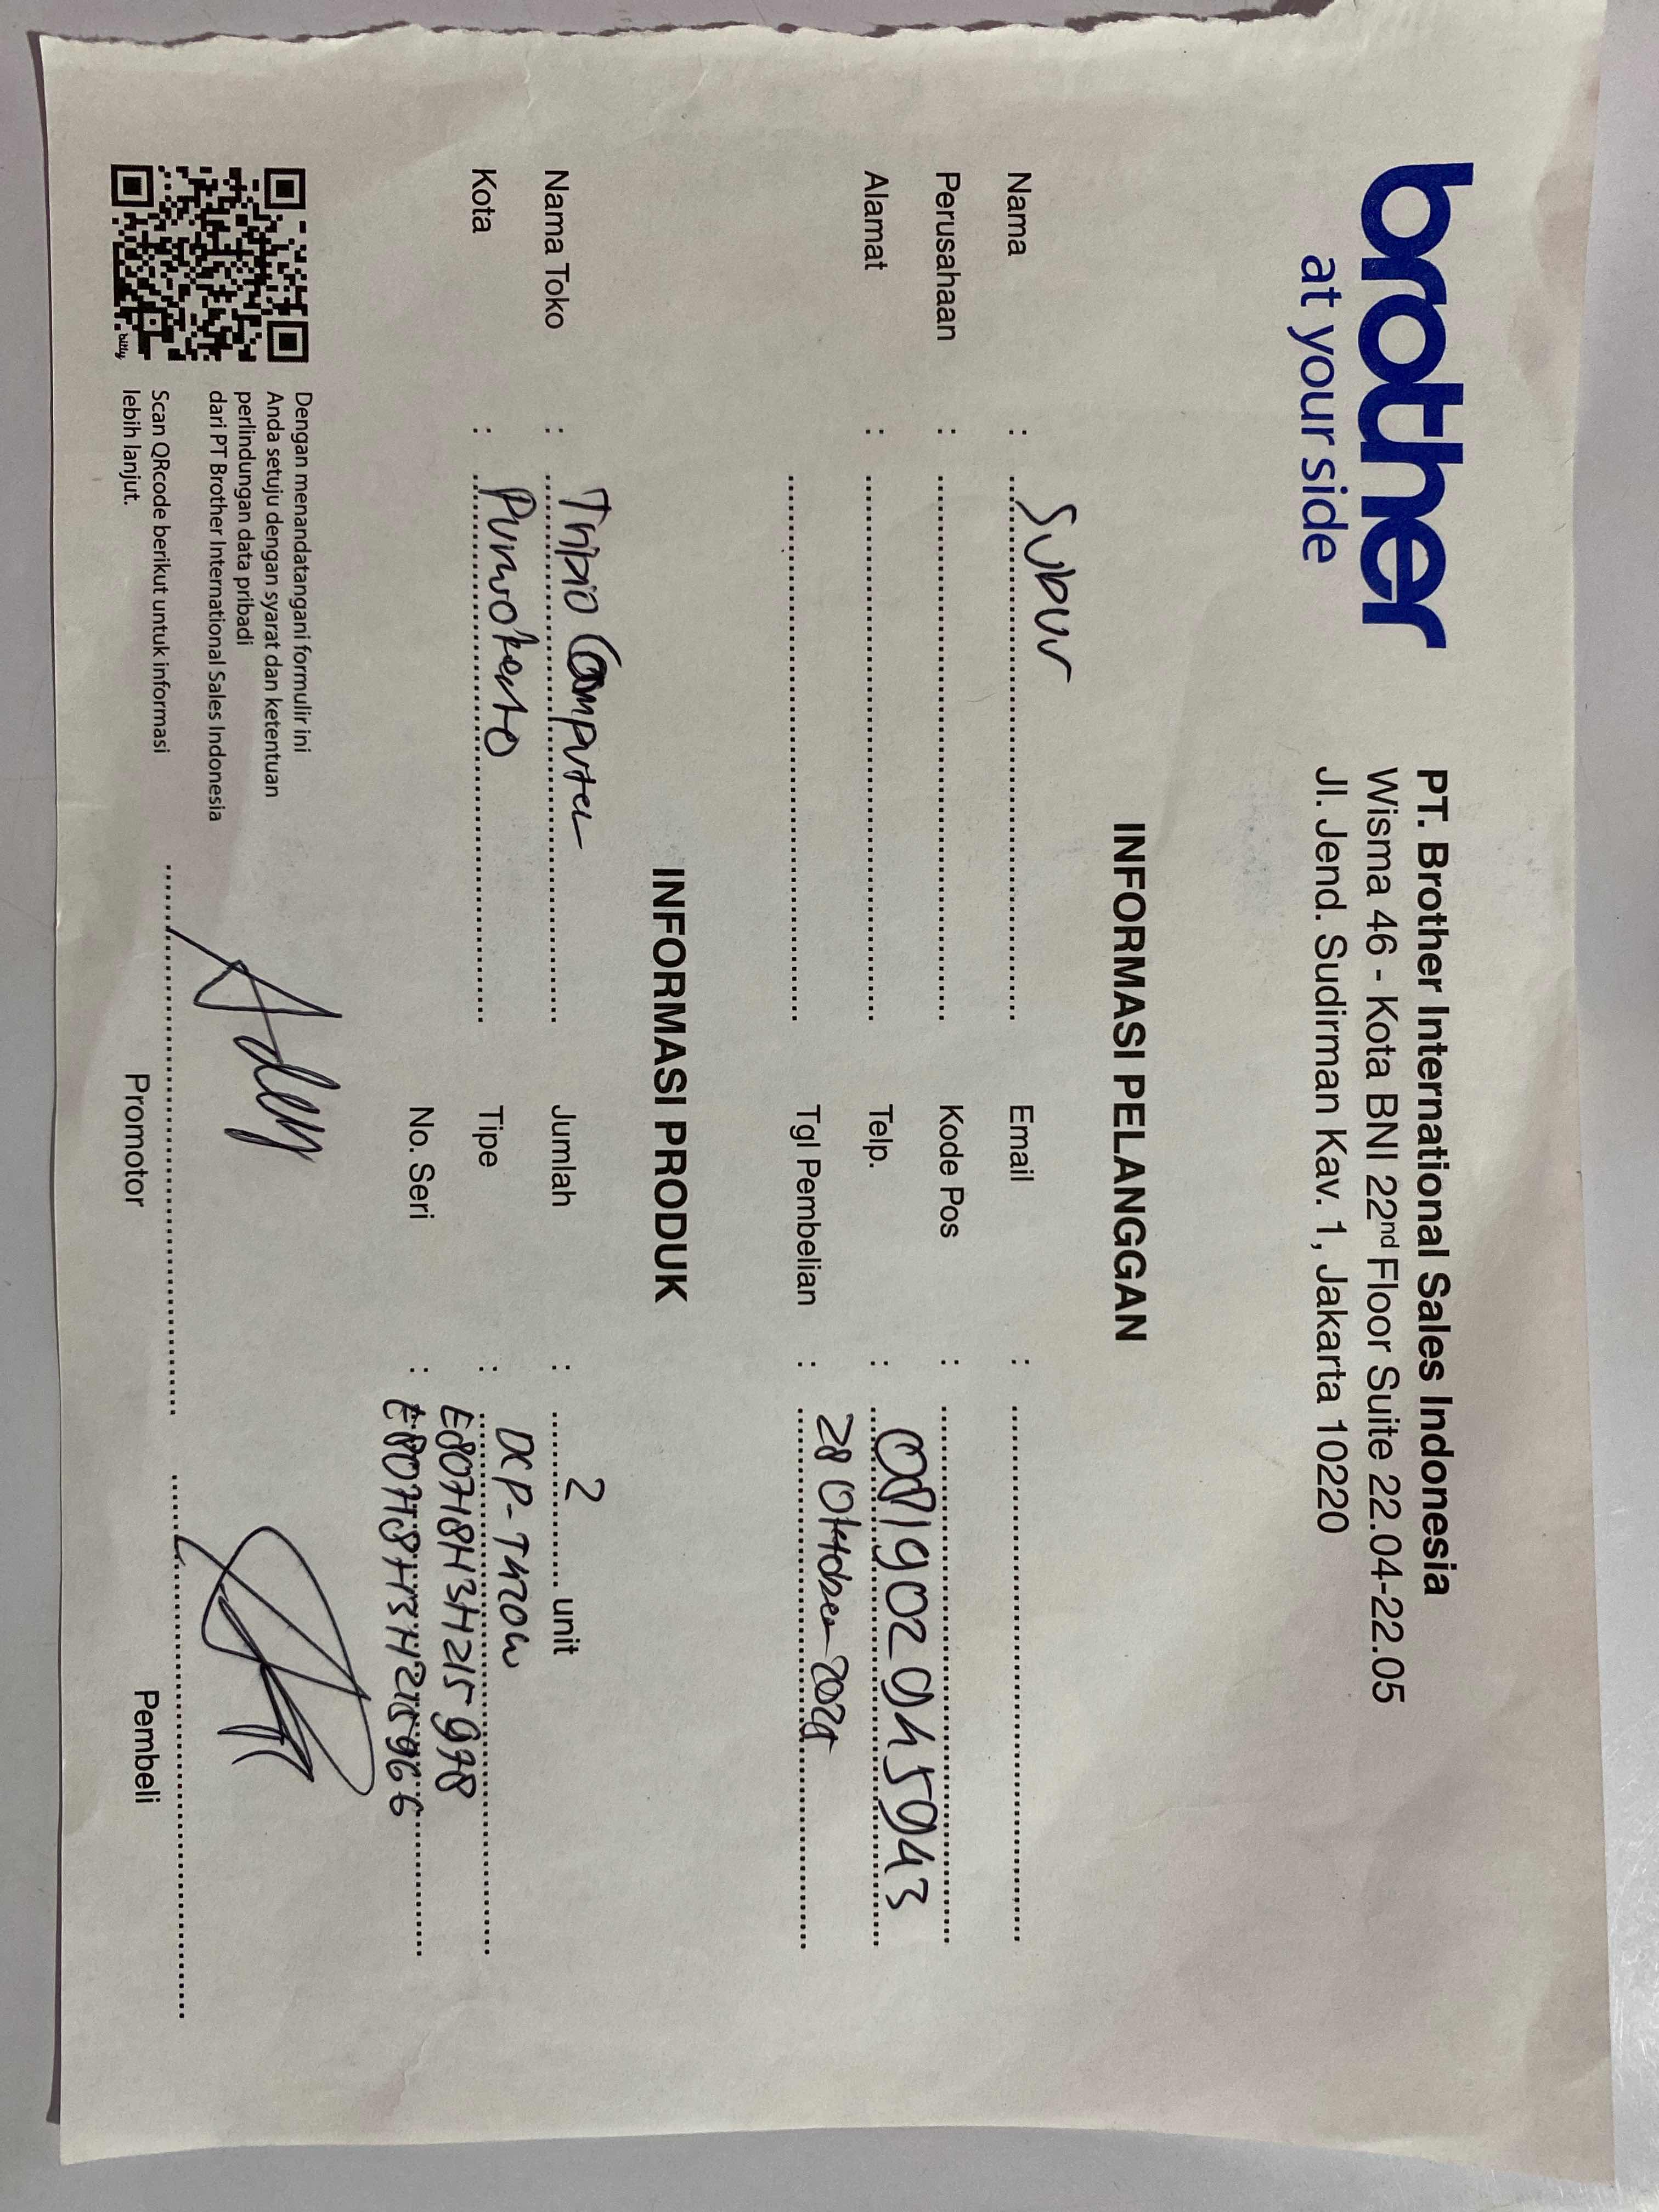 brother
at your side
PT. Brother International Sales Indonesia
Wisma 46 - Kota BNI 22nd Floor Suite 22.04-22.05
Jl. Jend. Sudirman Kav. 1, Jakarta 10220
INFORMASI PELANGGAN
Nama : Subur
Email :
Perusahaan :
Kode Pos :
Alamat :
Telp. : 081902945943
Tgl Pembelian : 28 Oktober
INFORMASI PRODUK
Nama Toko : Computer
Jumlah : 2 unit
Kota : Purwokerto
Tipe : DCP-T420W
No. Seri :
Dengan menandatangani formulir ini
Anda setuju dengan syarat dan ketentuan
perlindungan data pribadi
dari PT Brother International Sales Indonesia
Scan QRcode berikut untuk informasi
lebih lanjut.
bitly
Promotor
Pembeli